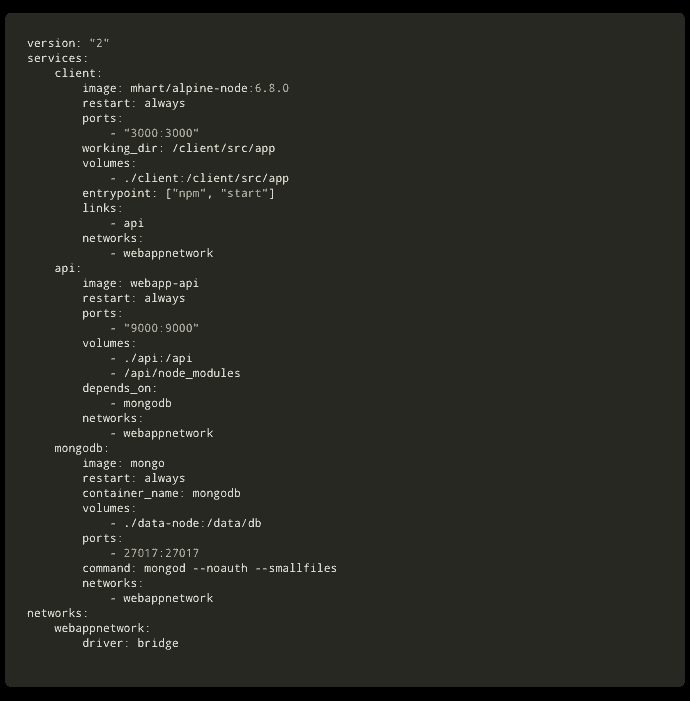 version: "2"
services:
    client:
        image: mhart/alpine-node:6.8.0
        restart: always
        ports:
            - "3000:3000"
        working_dir: /client/src/app
        volumes:
            - ./client:/client/src/app
        entrypoint: ["npm", "start"]
        links:
            - api
        networks:
            - webappnetwork
    api:
        image: webapp-api
        restart: always
        ports:
            - "9000:9000"
        volumes:
            - ./api:/api
            - /api/node_modules
        depends_on:
            - mongodb
        networks:
            - webappnetwork
    mongodb:
        image: mongo
        restart: always
        container_name: mongodb
        volumes:
            - ./data-node:/data/db
        ports:
            - 27017:27017
        command: mongod --noauth --smallfiles
        networks:
            - webappnetwork
networks:
    webappnetwork:
        driver: bridge